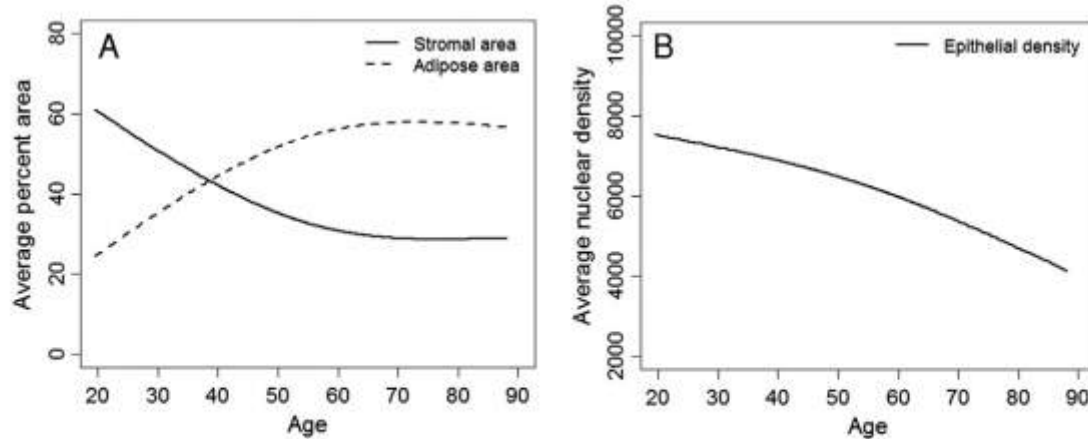 A
Stromal area
Adipose area
80
60
40
20
0
Average percent area
20 30 40 50 60 70 80 90
Age
B
Epithelial density
10000
8000
6000
4000
2000
Average nuclear density
20 30 40 50 60 70 80 90
Age